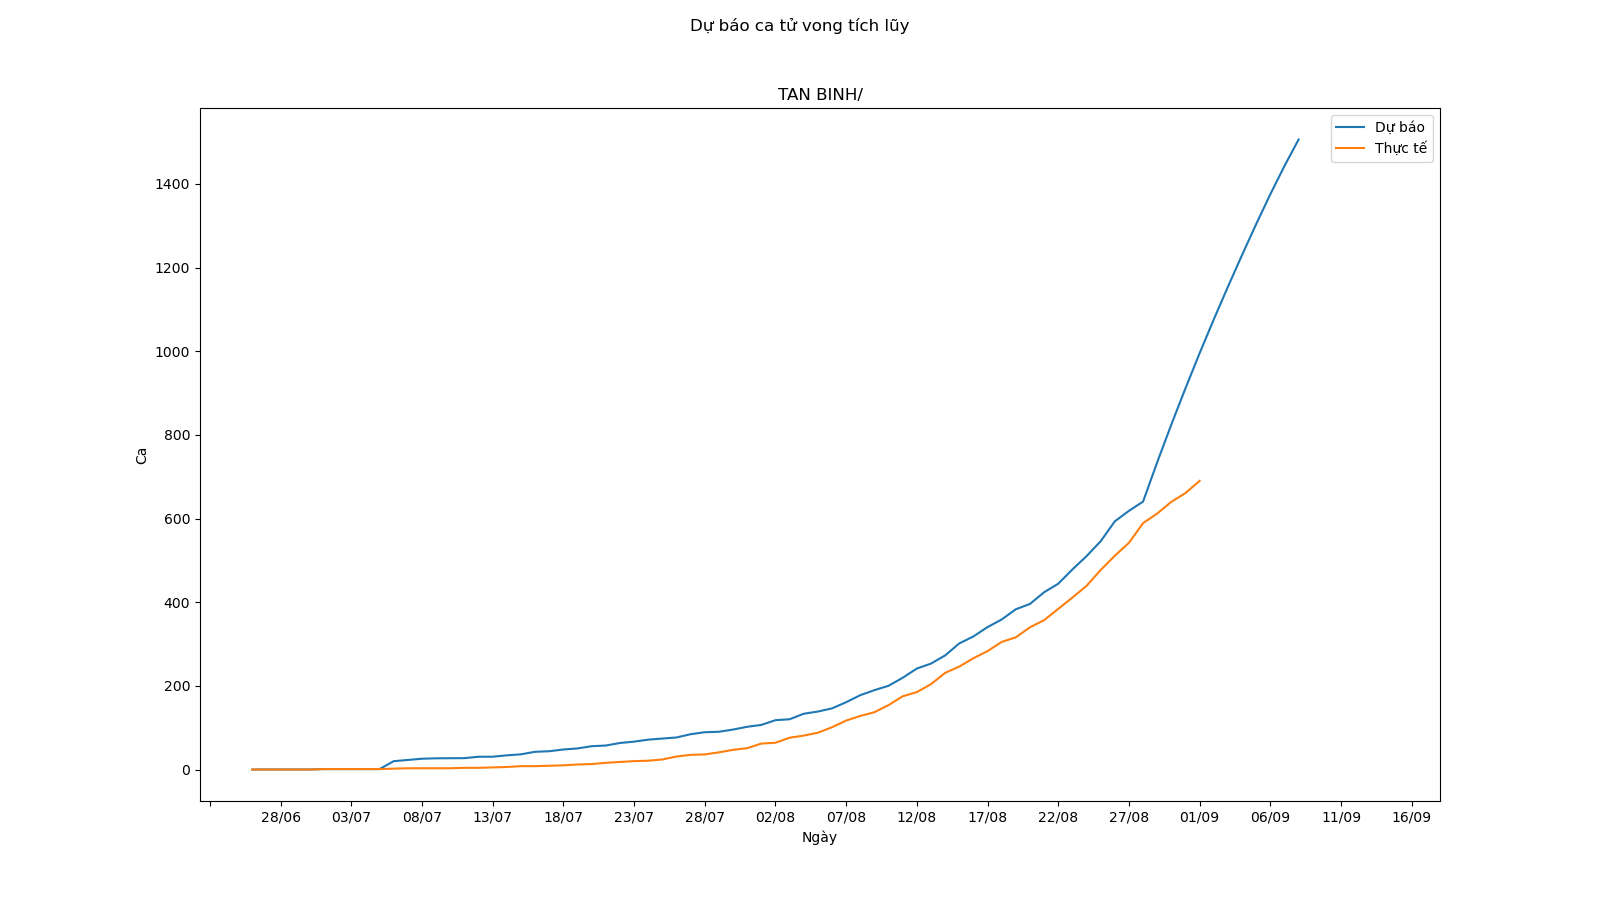 Dự báo ca tử vong tích lũy
TAN BINH/
Dự báo
Thực tế
1400
1200
1000
800
600
400
200
0
Ca
28/06 03/07 08/07 13/07 18/07 23/07 28/07 02/08 07/08 12/08 17/08 22/08 27/08 01/09 06/09 11/09 16/09
Ngày